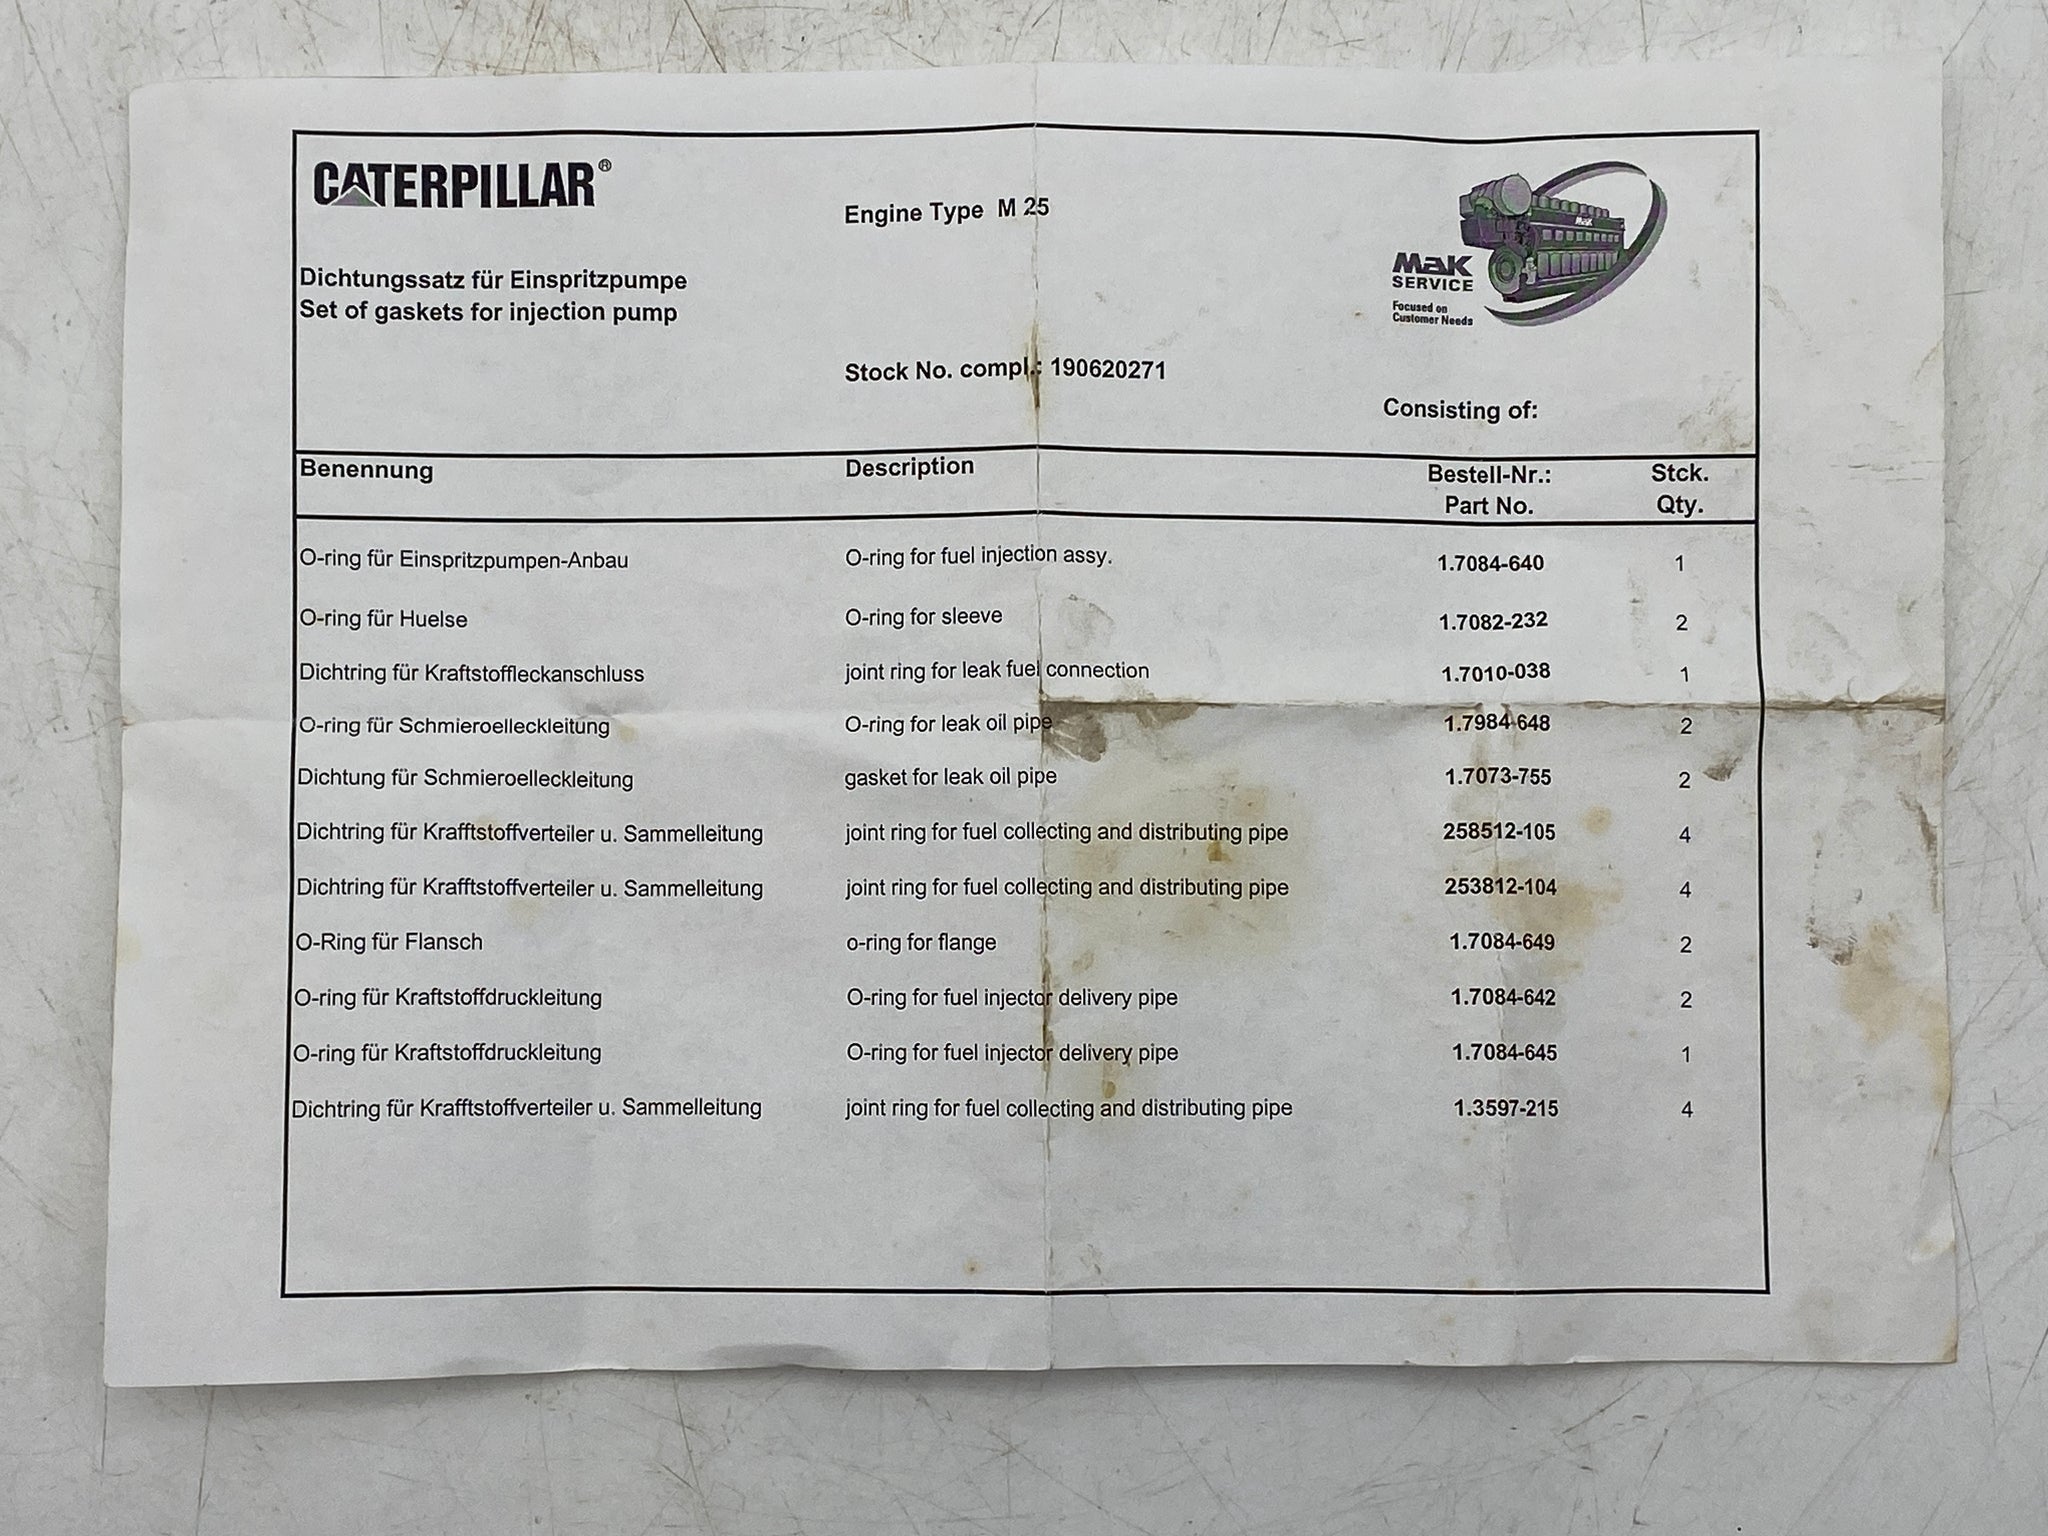 CATERPILLAR®
Engine Type M 25
MaK
MaK
SERVICE
Focused on
Customer Needs
Dichtungssatz für Einspritzpumpe
Set of gaskets for injection pump
Stock No. compl.: 190620271
Consisting of:
Benennung Description Bestell-Nr.: Stck.
Part No. Qty.
O-ring für Einspritzpumpen-Anbau O-ring for fuel injection assy. 1.7084-640 1
O-ring für Huelse O-ring for sleeve 1.7082-232 2
Dichtring für Kraftstoffleckanschluss joint ring for leak fuel connection 1.7010-038 1
O-ring für Schmieroelleckleitung O-ring for leak oil pipe 1.7984-648 2
Dichtung für Schmieroelleckleitung gasket for leak oil pipe 1.7073-755 2
Dichtring für Krafftstoffverteiler u. Sammelleitung joint ring for fuel collecting and distributing pipe 258512-105 4
Dichtring für Krafftstoffverteiler u. Sammelleitung joint ring for fuel collecting and distributing pipe 253812-104 4
O-Ring für Flansch o-ring for flange 1.7084-649 2
O-ring für Kraftstoffdruckleitung O-ring for fuel injector delivery pipe 1.7084-642 2
O-ring für Kraftstoffdruckleitung O-ring for fuel injector delivery pipe 1.7084-645 1
Dichtring für Krafftstoffverteiler u. Sammelleitung joint ring for fuel collecting and distributing pipe 1.3597-215 4